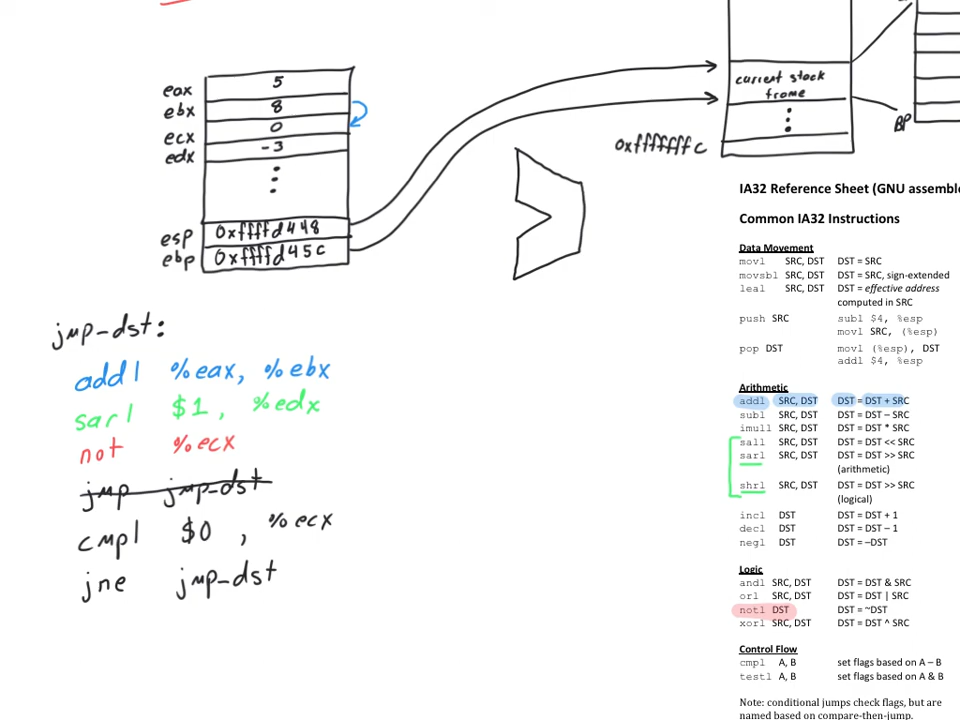 eax 5
ebx 8
ecx 0
edx -3
esp 0xffffd448
ebp 0xffffd45c
current stack
frame
BP
0xfffffffc
jmp-dst:
addl %eax, %ebx
sarl $1, %edx
not %ecx
jmp jmp-dst
cmpl $0, %ecx
jne jmp-dst
IA32 Reference Sheet (GNU assemble
Common IA32 Instructions
Data Movement
movl SRC, DST DST = SRC
movsbl SRC, DST DST = SRC, sign-extended
leal SRC, DST DST = effective address
computed in SRC
push SRC subl $4, %esp
movl SRC, (%esp)
pop DST movl (%esp), DST
addl $4, %esp
Arithmetic
addl SRC, DST DST = DST + SRC
subl SRC, DST DST = DST – SRC
imull SRC, DST DST = DST * SRC
sall SRC, DST DST = DST << SRC
sarl SRC, DST DST = DST >> SRC
(arithmetic)
shrl SRC, DST DST = DST >> SRC
(logical)
incl DST DST = DST + 1
decl DST DST = DST – 1
negl DST DST = –DST
Logic
andl SRC, DST DST = DST & SRC
orl SRC, DST DST = DST | SRC
notl DST DST = ~DST
xorl SRC, DST DST = DST ^ SRC
Control Flow
cmpl A, B set flags based on A – B
testl A, B set flags based on A & B
Note: conditional jumps check flags, but are
named based on compare-then-jump.